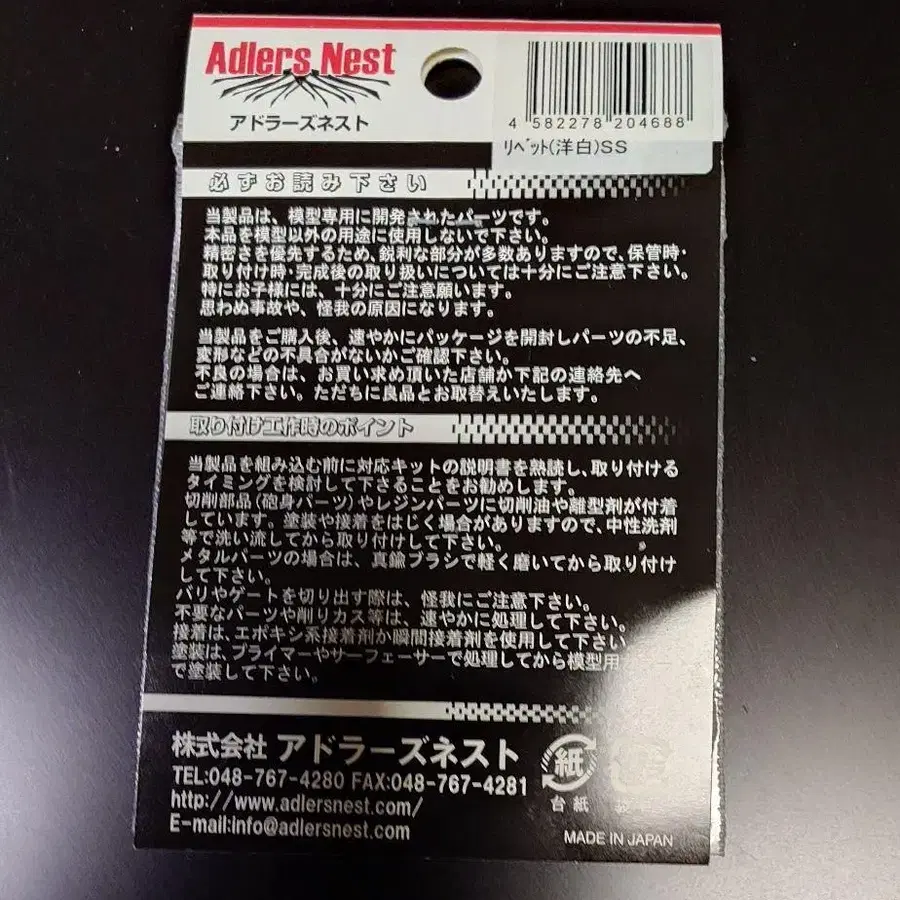 Adlers Nest
アドラーズネスト
4 582278 204688
リベット(洋白)SS
必ずお読み下さい
当製品は、模型専用に開発されたパーツです。
本品を模型以外の用途に使用しないで下さい。
精密さを優先するため、鋭利な部分が多数ありますので、保管時・
取り付け時・完成後の取り扱いについては十分にご注意下さい。
特にお子様には、十分にご注意願います。
思わぬ事故や、怪我の原因になります。
当製品をご購入後、速やかにパッケージを開封しパーツの不足、
変形などの不具合がないかご確認下さい。
不良の場合は、お買い求め頂いた店舗か下記の連絡先へ
ご連絡下さい。ただちに良品とお取替えいたします。
取り付け工作時のポイント
当製品を組み込む前に対応キットの説明書を熟読し、取り付ける
タイミングを検討して下さることをお勧めします。
切削部品(砲身パーツ)やレジンパーツに切削油や離型剤が付着
しています。塗装や接着をはじく場合がありますので、中性洗剤
等で洗い流してから取り付けして下さい。
メタルパーツの場合は、真鍮ブラシで軽く磨いてから取り付け
して下さい。
バリやゲートを切り出す際は、怪我にご注意下さい。
不要なパーツや削りカス等は、速やかに処理して下さい。
接着は、エポキシ系接着剤か瞬間接着剤を使用して下さい
塗装は、プライマーやサーフェーサーで処理してから模型用
で塗装して下さい。
株式会社 アドラーズネスト
TEL:048-767-4280 FAX:048-767-4281
http://www.adlersnest.com/
E-mail:info@adlersnest.com
紙
台紙
MADE IN JAPAN